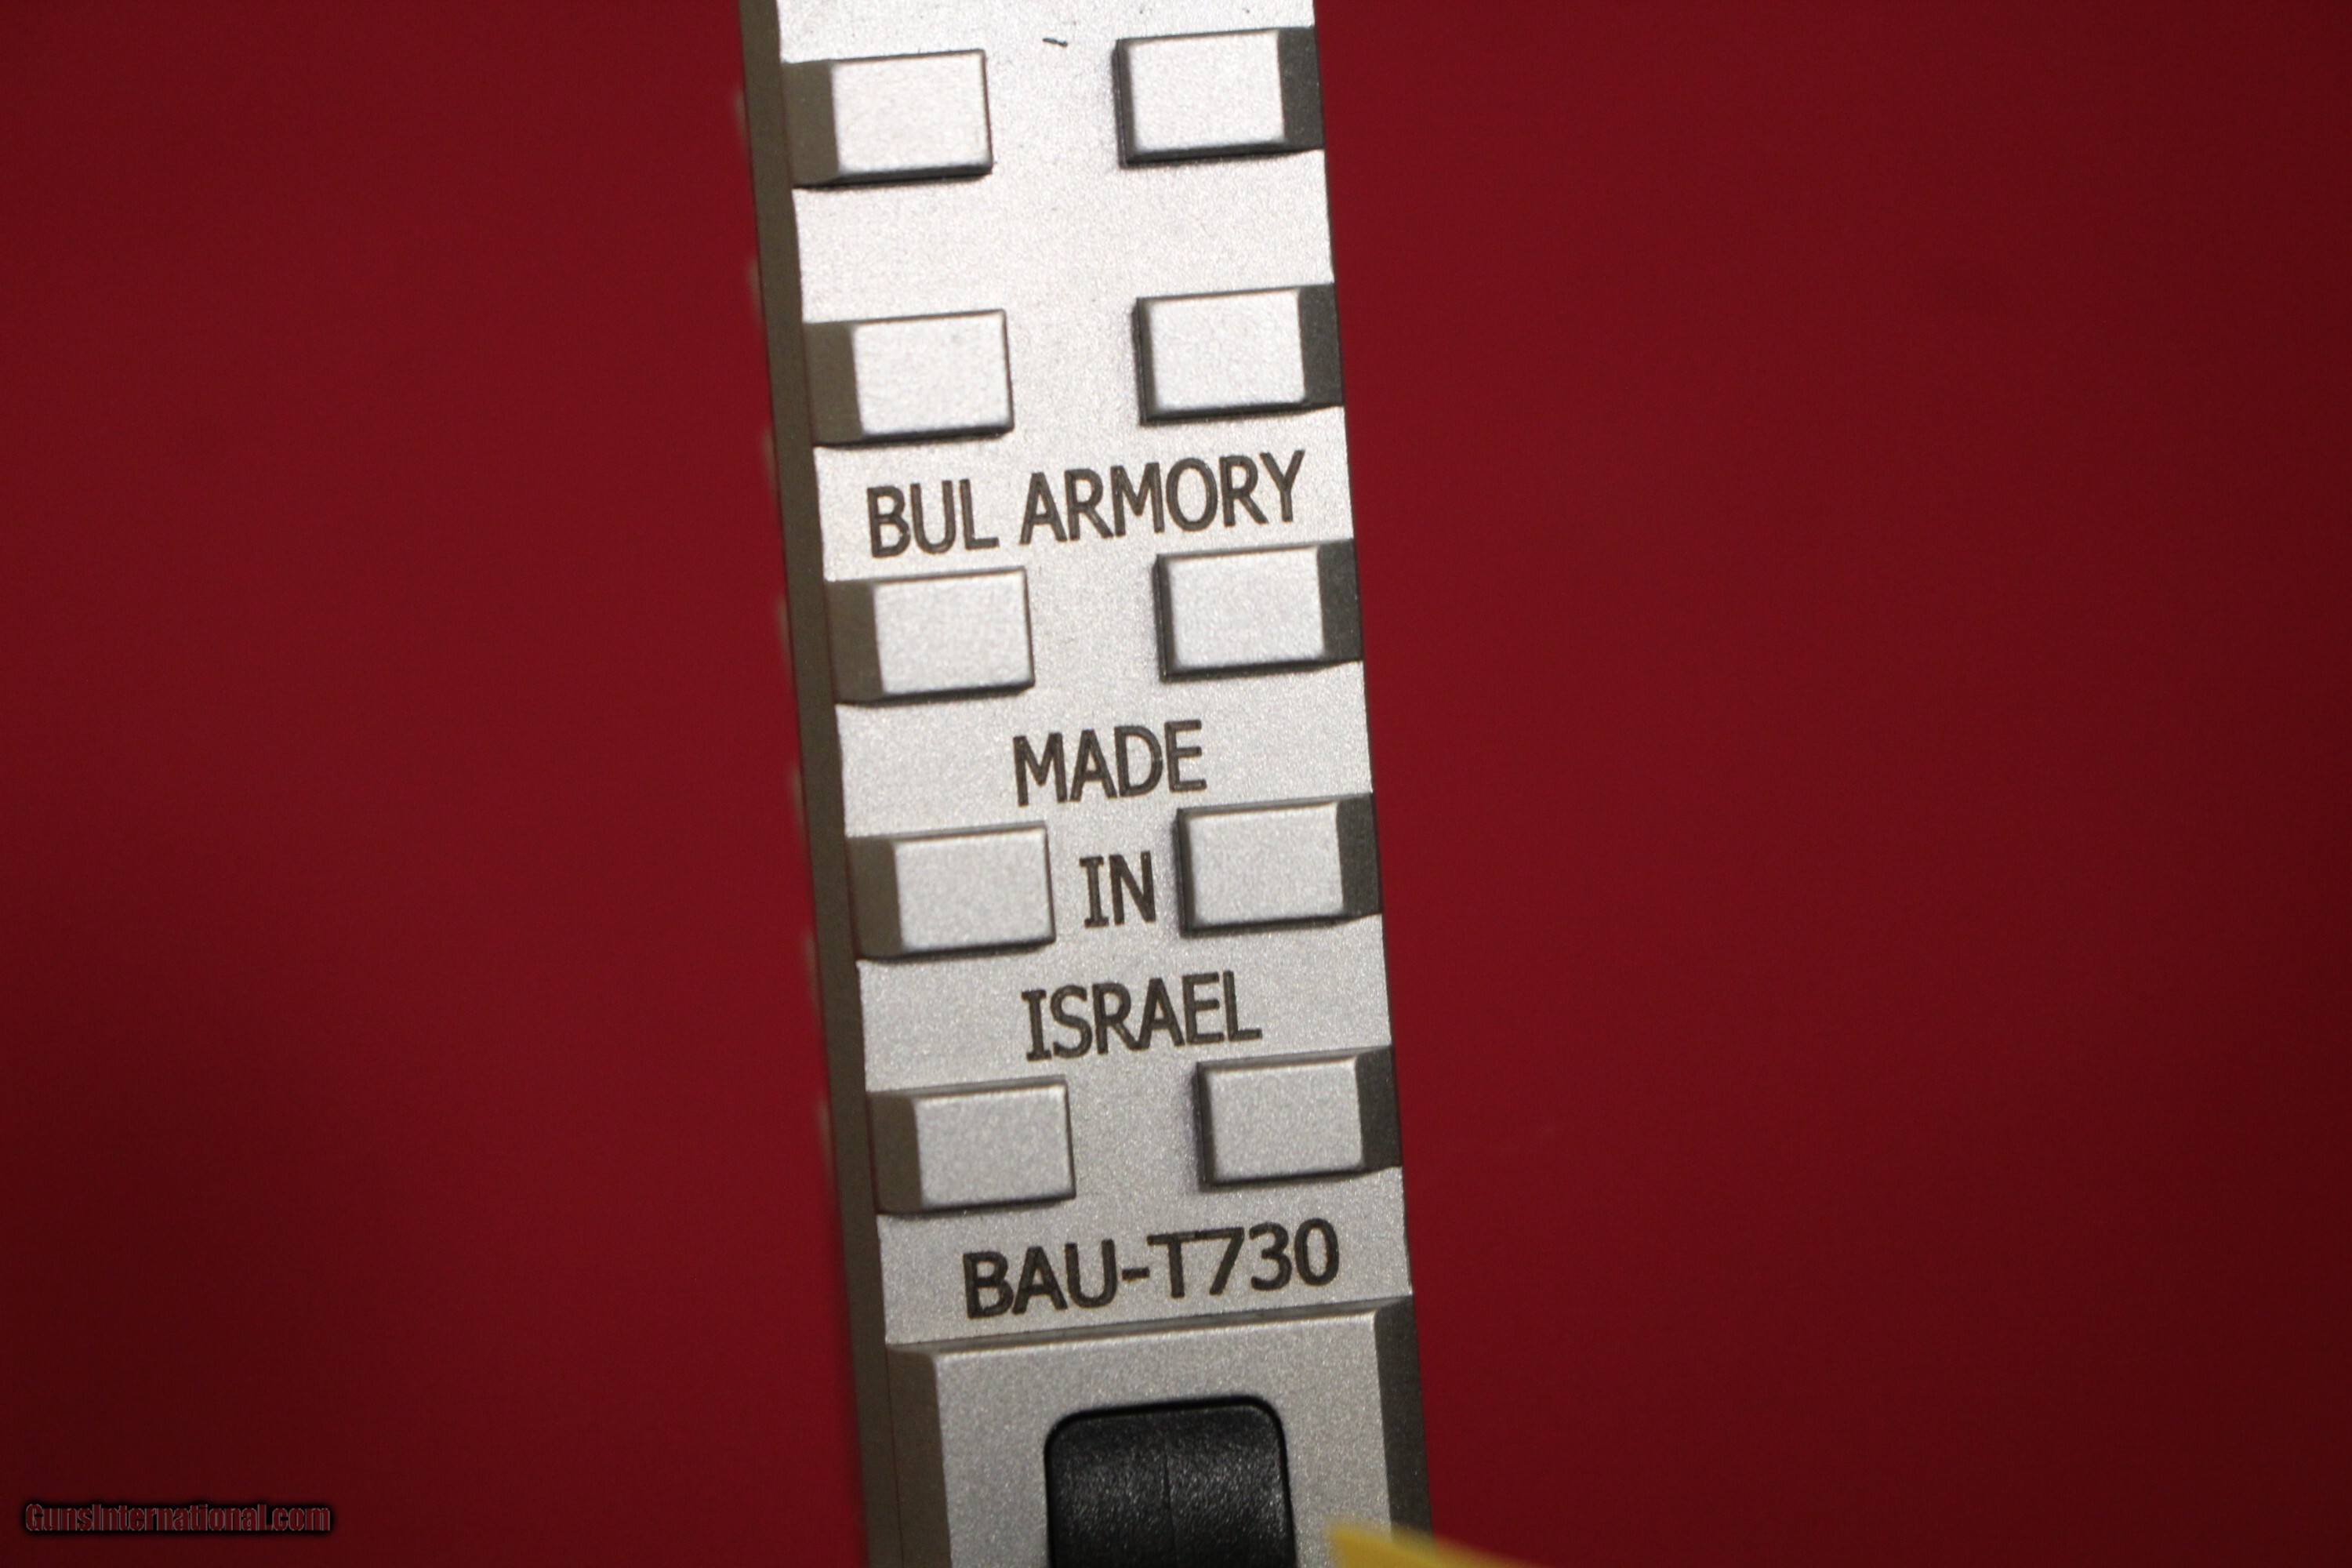 BUL ARMORY
MADE
IN
ISRAEL
BAU-T730
GunsInternational.com